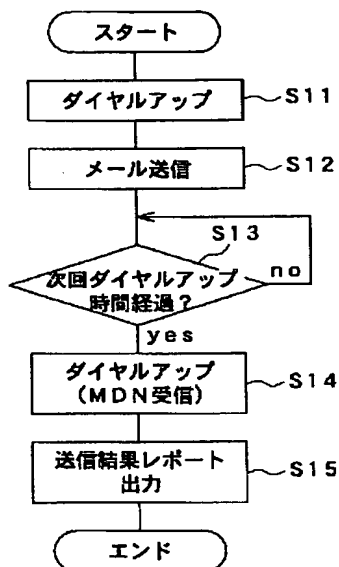 スタート
ダイヤルアップ
S11
メール送信
S12
S13
次回ダイヤルアップ
時間経過？
no
yes
ダイヤルアップ
（MDN受信）
S14
送信結果レポート
出力
S15
エンド